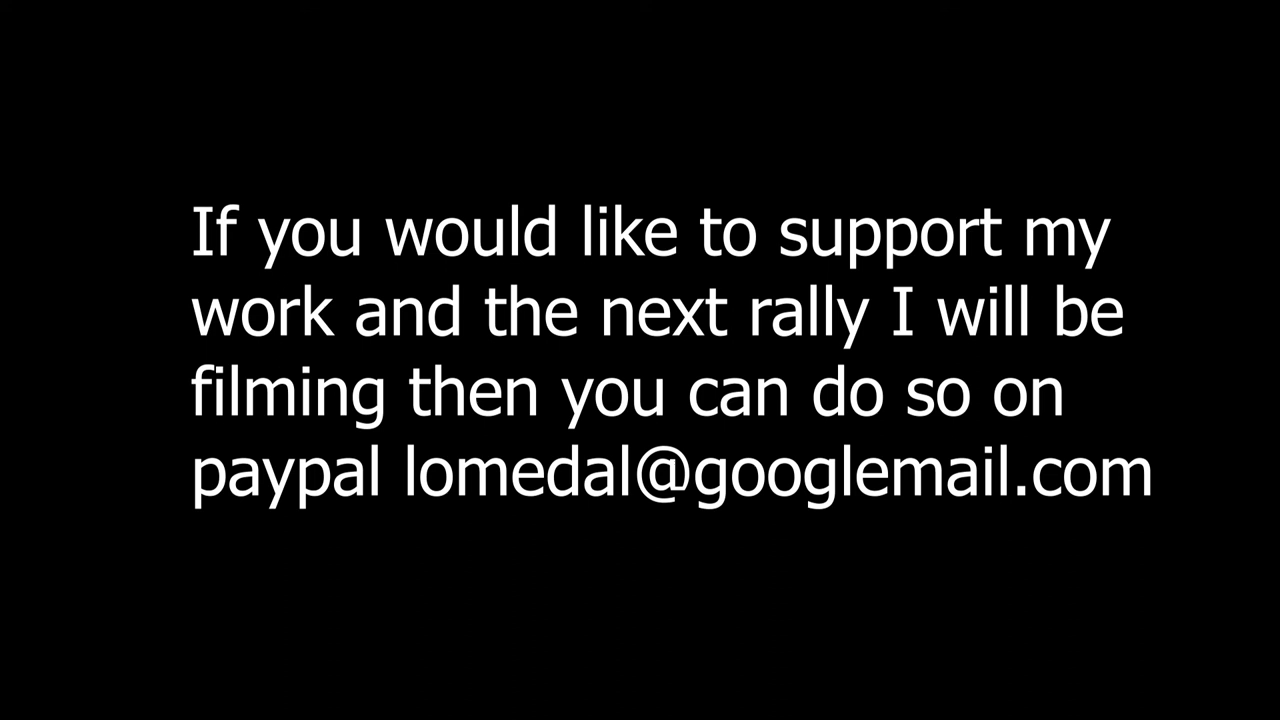 If you would like to support my
work and the next rally I will be
filming then you can do so on
paypal lomedal@googlemail.com